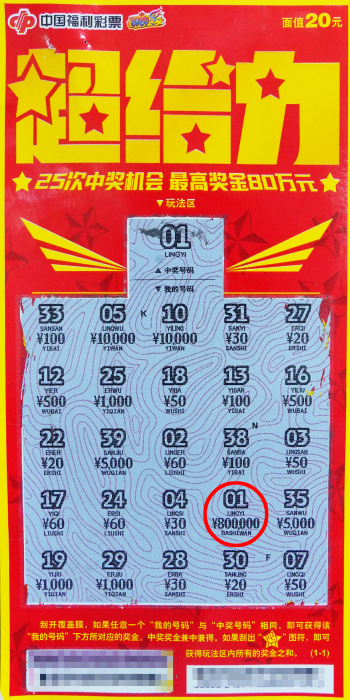 中国福利彩票 刮刮乐 面值20元
超给力
25次中奖机会 最高奖金80万元
▼玩法区
01
LINGYI
▲ 中奖号码
▼ 我的号码
33 05 K 10 31 27
SANSAN LINGWU YILING SANYI ERQI
¥100 ¥10,000 ¥10,000 ¥30 ¥20
YIBAI YIWAN YIWAN SANSHI ERSHI
12 25 18 13 16
YIER ERWU YIBA YISAN YILIU
¥500 ¥1,000 ¥50 ¥100 ¥500
WUBAI YIQIAN WUSHI YIBAI WUBAI
22 39 02 38 N 03
ERER SANJIU LINGER SANBA LINGSAN
¥20 ¥5,000 ¥60 ¥100 ¥50
ERSHI WUQIAN LIUSHI YIBAI WUSHI
17 24 04 01 35
YIQI ERSI LINGSI LINGYI SANWU
¥60 ¥60 ¥30 ¥800,000 ¥5,000
LIUSHI LIUSHI SANSHI BASHIWAN WUQIAN
19 29 28 30 F 07
YIJIU ERJIU ERBA SANLING LINGQI
¥1,000 ¥1,000 ¥30 ¥20 ¥50
YIQIAN YIQIAN SANSHI ERSHI WUSHI
刮开覆盖膜，如果任意一个“我的号码”与“中奖号码”相同，即可获得该
“我的号码”下方所对应的奖金，中奖奖金兼中兼得。如果刮出“ ”图符，即可
获得玩法区内所有的奖金之和。 (1-1)